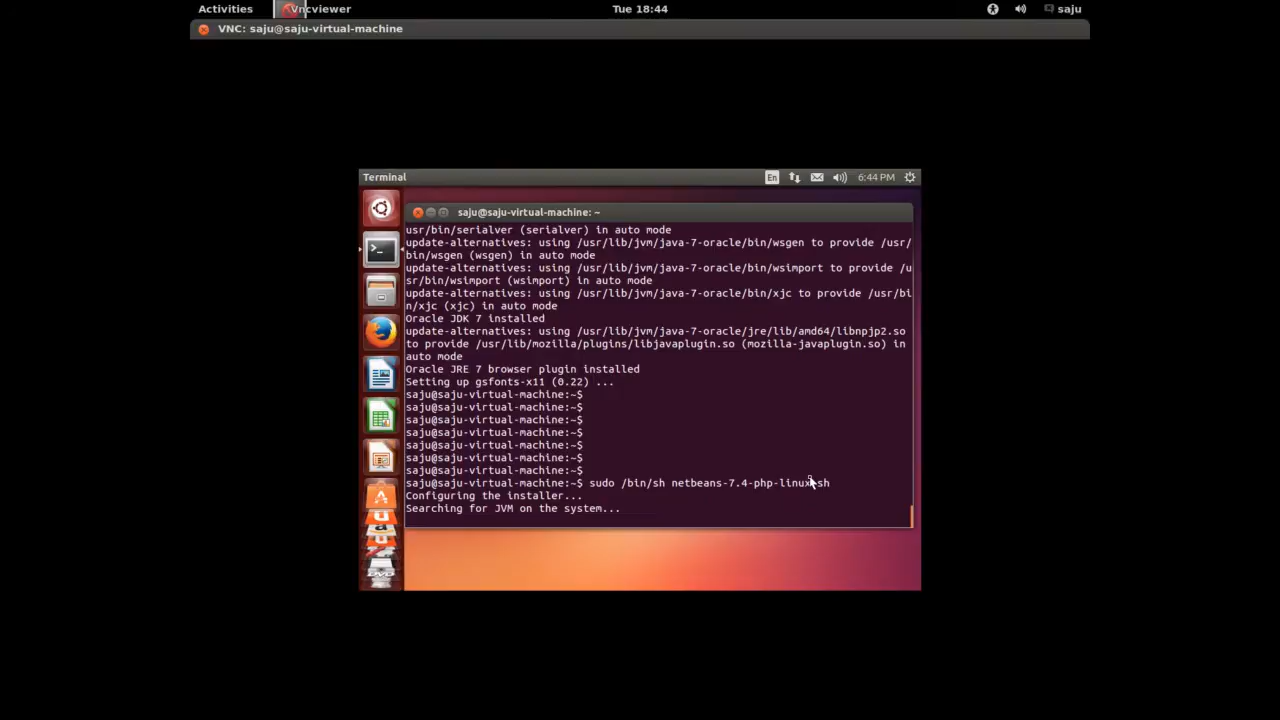 Activities
Vncviewer
Tue 18:44
saju
VNC: saju@saju-virtual-machine
Terminal
En
6:44 PM
saju@saju-virtual-machine: ~
usr/bin/serialver (serialver) in auto mode
update-alternatives: using /usr/lib/jvm/java-7-oracle/bin/wsgen to provide /usr/
bin/wsgen (wsgen) in auto mode
update-alternatives: using /usr/lib/jvm/java-7-oracle/bin/wsimport to provide /u
sr/bin/wsimport (wsimport) in auto mode
update-alternatives: using /usr/lib/jvm/java-7-oracle/bin/xjc to provide /usr/bi
n/xjc (xjc) in auto mode
Oracle JDK 7 installed
update-alternatives: using /usr/lib/jvm/java-7-oracle/jre/lib/amd64/libnpjp2.so
to provide /usr/lib/mozilla/plugins/libjavaplugin.so (mozilla-javaplugin.so) in
auto mode
Oracle JRE 7 browser plugin installed
Setting up gsfonts-x11 (0.22) ...
saju@saju-virtual-machine:~$
saju@saju-virtual-machine:~$
saju@saju-virtual-machine:~$
saju@saju-virtual-machine:~$
saju@saju-virtual-machine:~$
saju@saju-virtual-machine:~$
saju@saju-virtual-machine:~$
saju@saju-virtual-machine:~$ sudo /bin/sh netbeans-7.4-php-linux.sh
Configuring the installer...
Searching for JVM on the system...